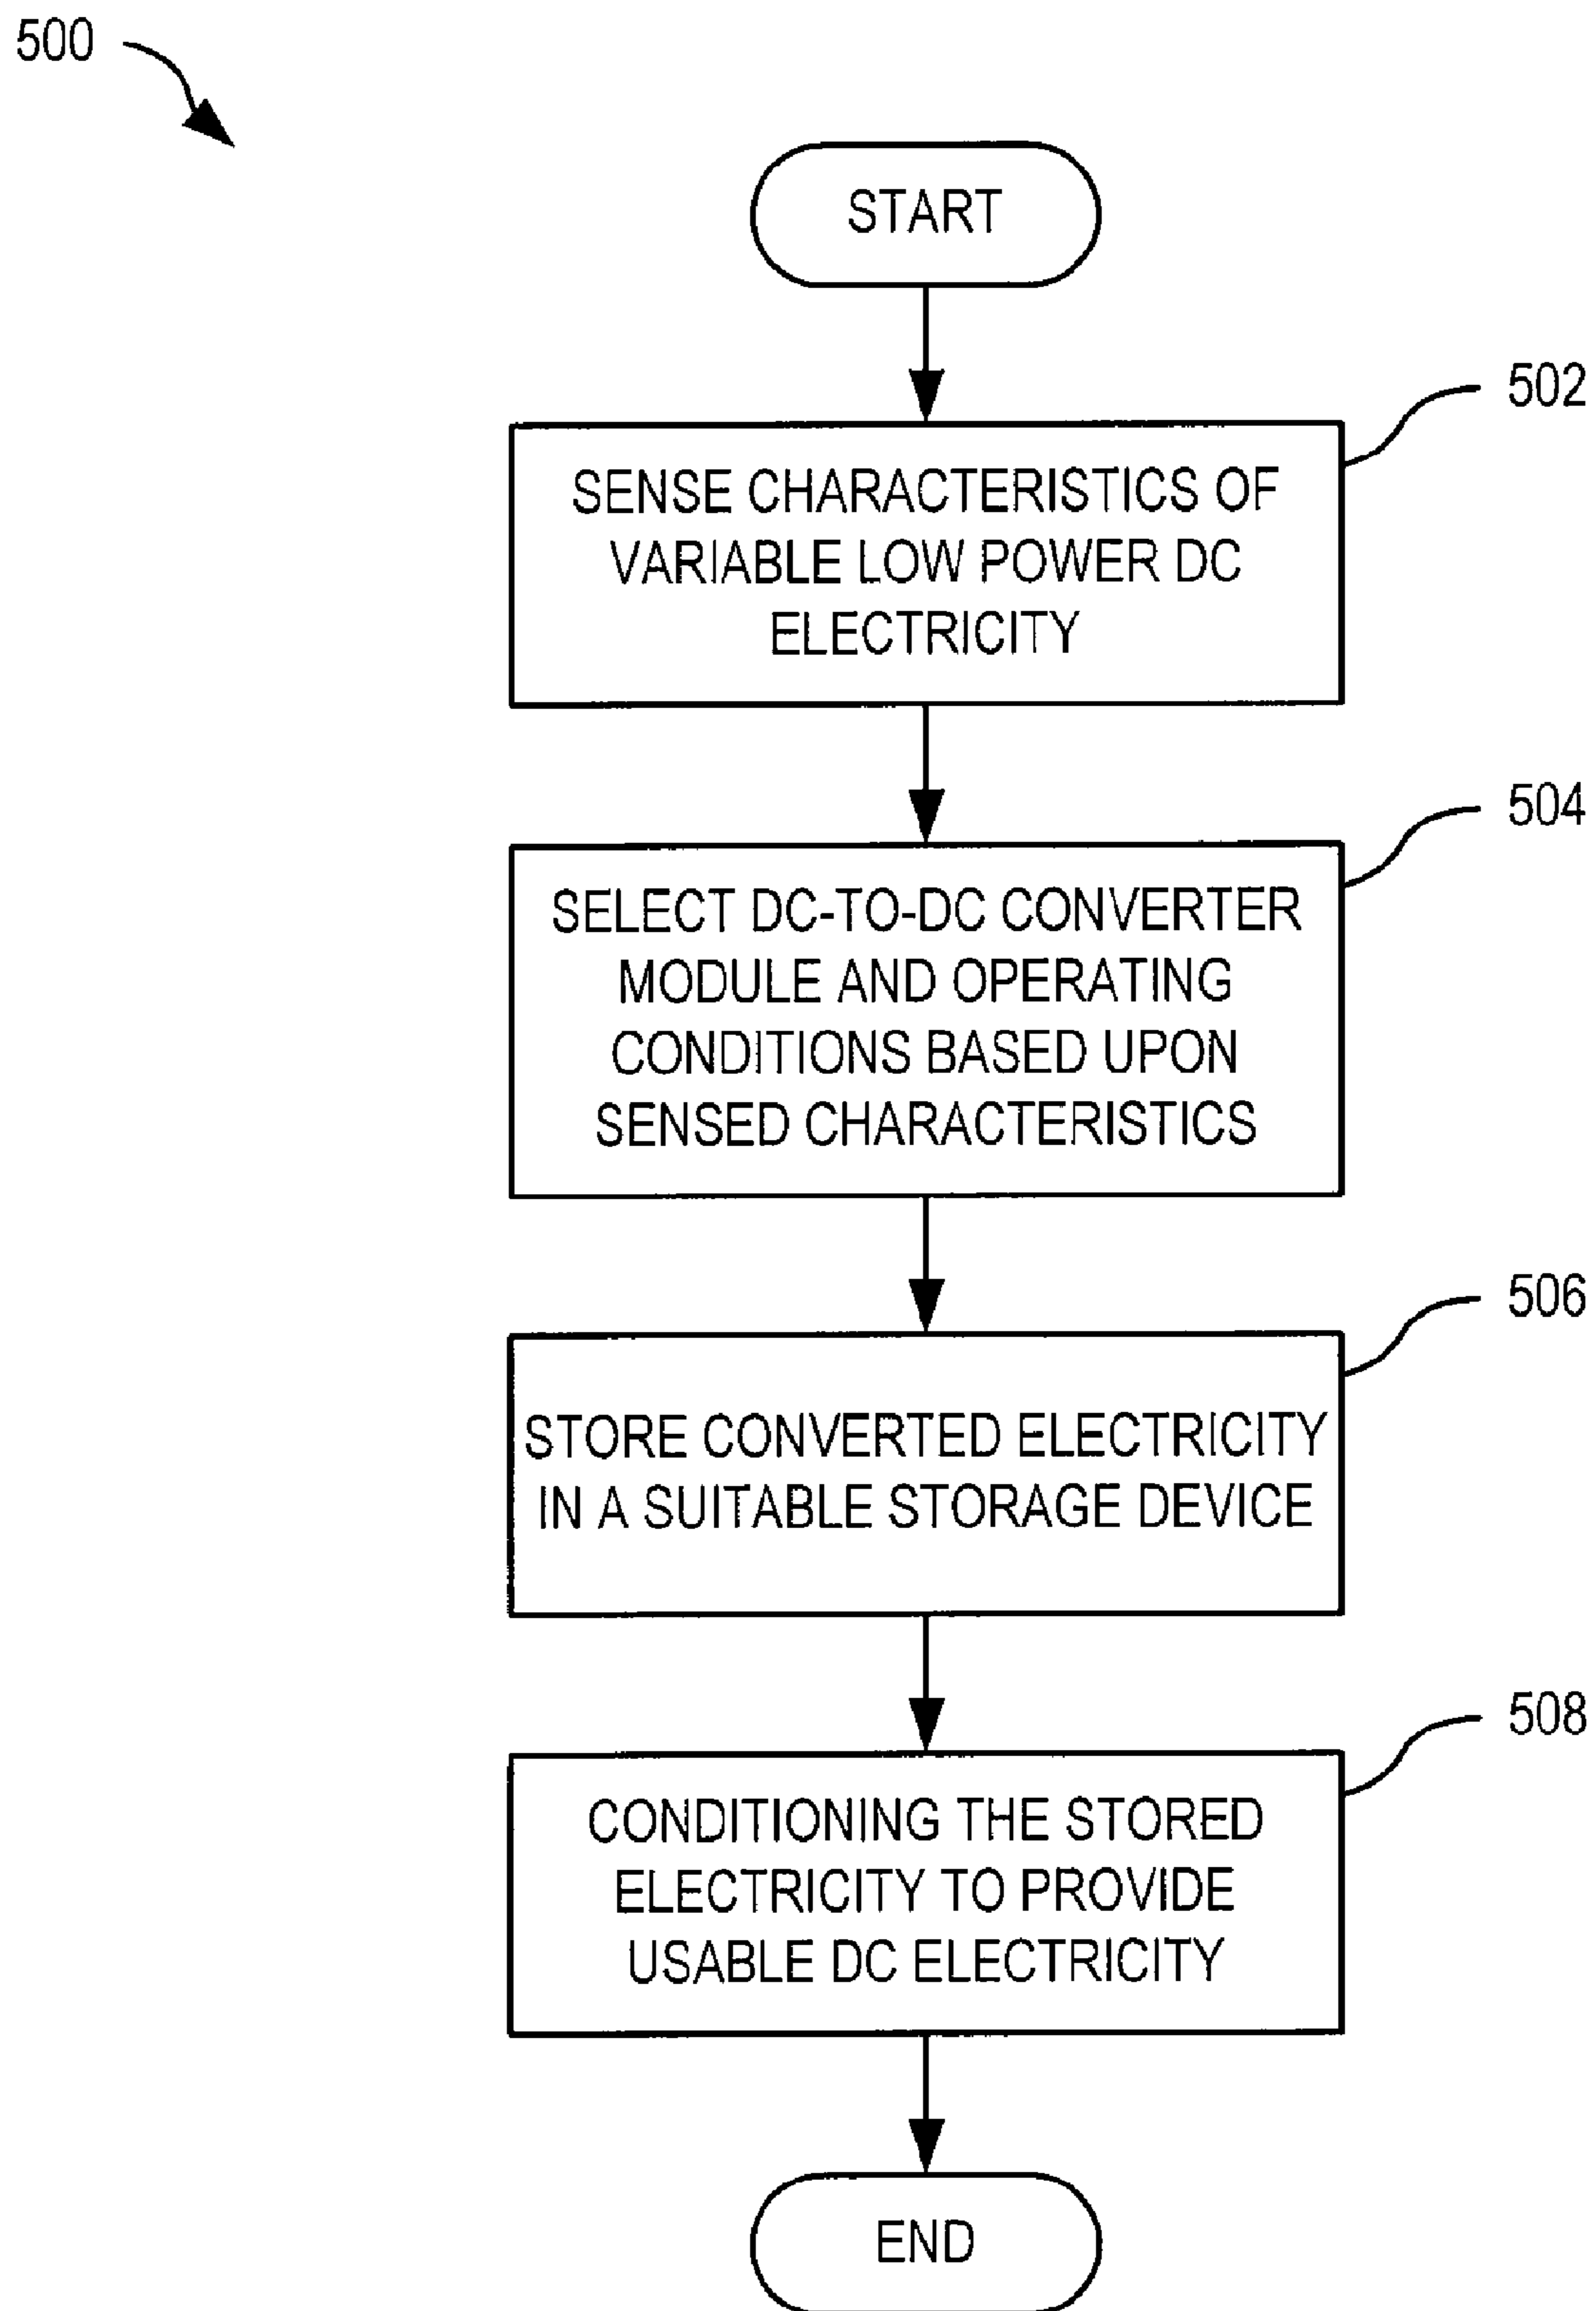 500
START
502
SENSE CHARACTERISTICS OF
VARIABLE LOW POWER DC
ELECTRICITY
504
SELECT DC-TO-DC CONVERTER
MODULE AND OPERATING
CONDITIONS BASED UPON
SENSED CHARACTERISTICS
506
STORE CONVERTED ELECTRICITY
IN A SUITABLE STORAGE DEVICE
508
CONDITIONING THE STORED
ELECTRICITY TO PROVIDE
USABLE DC ELECTRICITY
END